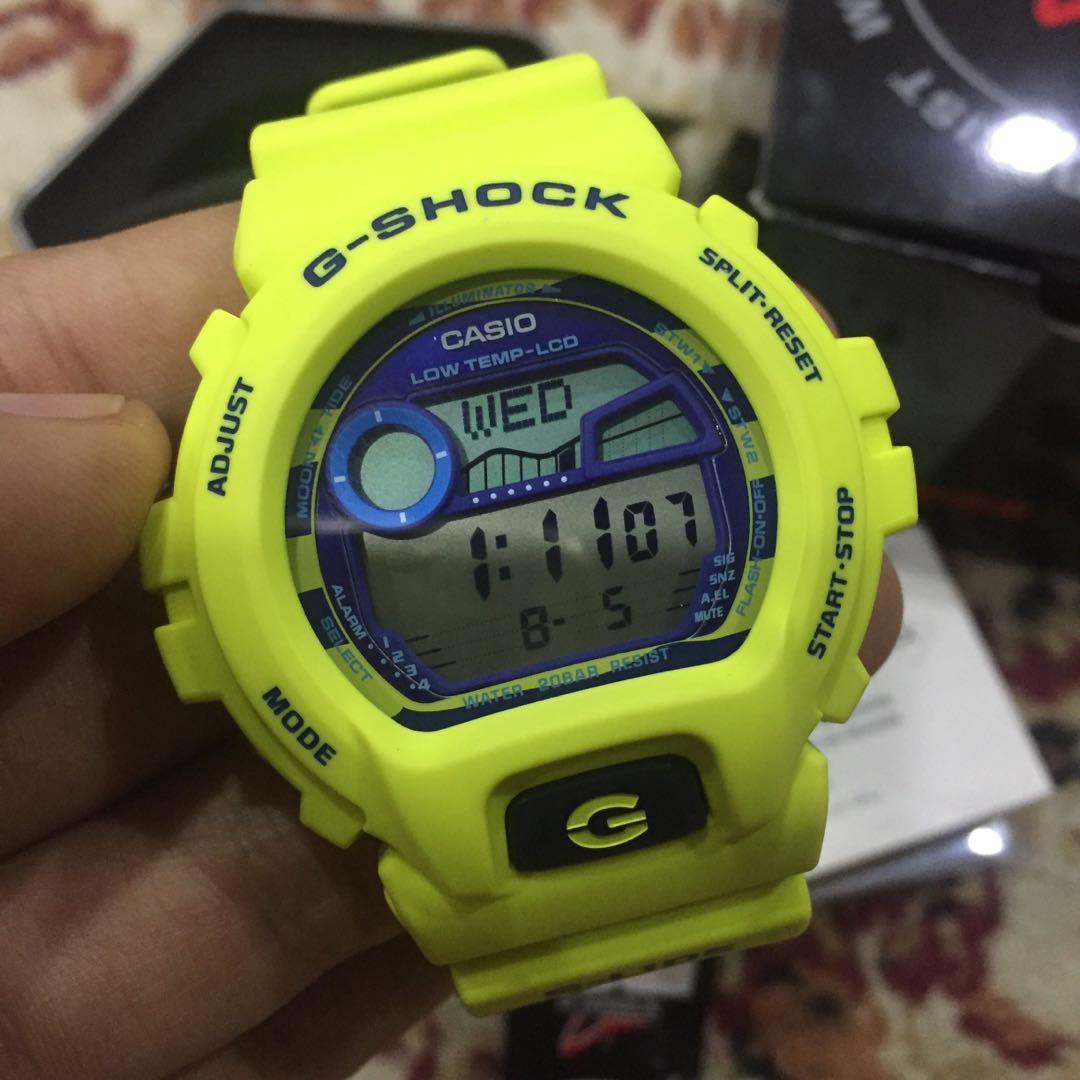 G-SHOCK
SPLIT·RESET
ADJUST
START·STOP
MODE
ILLUMINATOR
CASIO
LOW TEMP-LCD
MOON TIDE
STW1
STW2
FLASH-ON-OFF
WED
1:11 07
8- 5
SIG
SNZ
A.EL
MUTE
ALARM
SELECT
1 2 3 4
WATER 20BAR RESIST
G